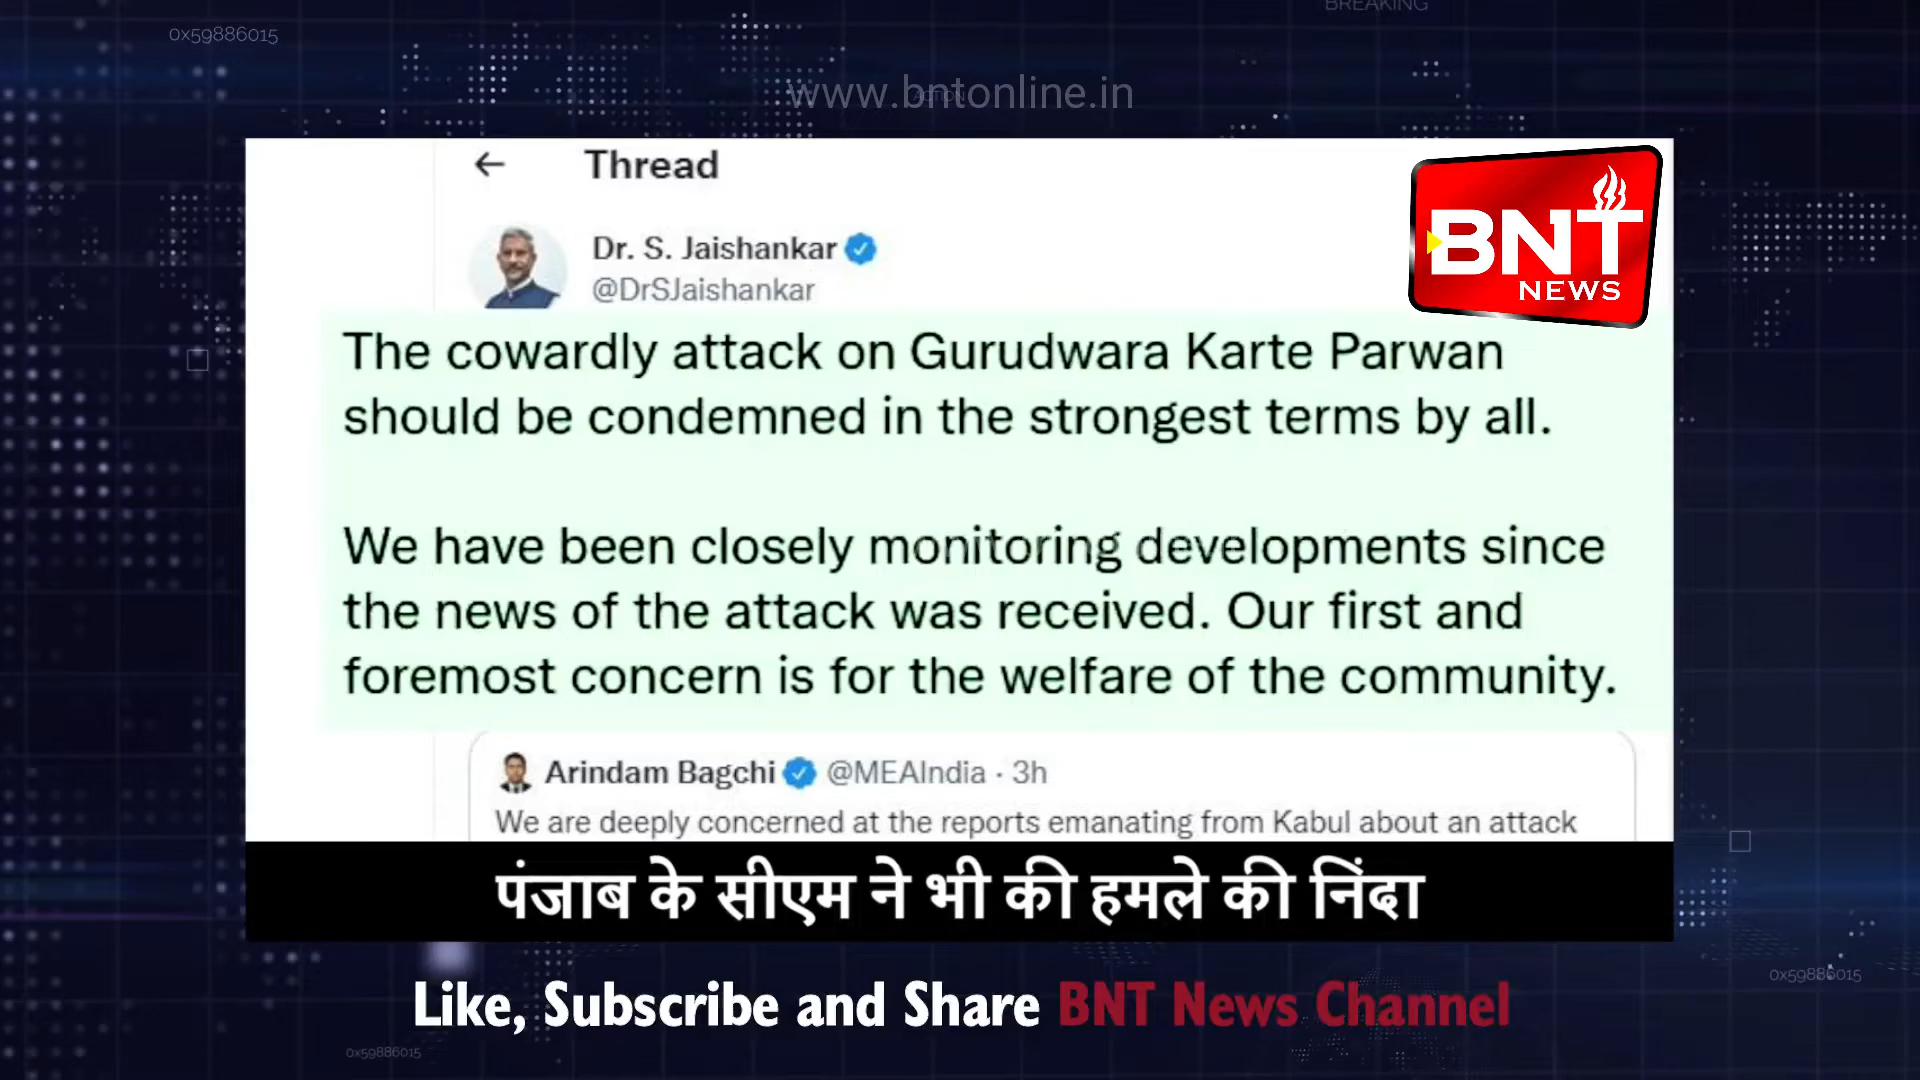 BREAKING
0x59886015
www.bntonline.in
← Thread
BNT
NEWS
Dr. S. Jaishankar
@DrSJaishankar
The cowardly attack on Gurudwara Karte Parwan
should be condemned in the strongest terms by all.
We have been closely monitoring developments since
the news of the attack was received. Our first and
foremost concern is for the welfare of the community.
Arindam Bagchi @MEAIndia · 3h
We are deeply concerned at the reports emanating from Kabul about an attack
पंजाब के सीएम ने भी की हमले की निंदा
0x59886015
Like, Subscribe and Share BNT News Channel
0x59886015